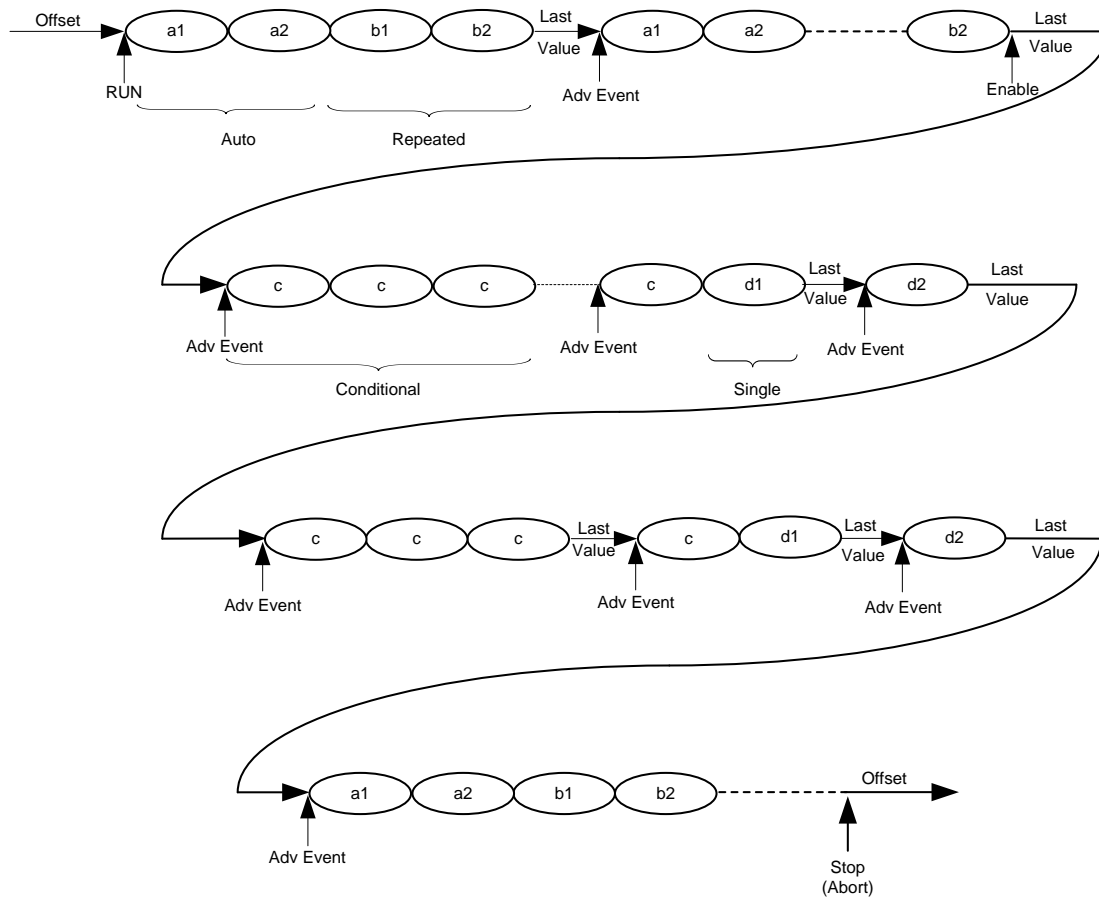 Offset
a1 a2 b1 b2
Last
Value
a1 a2
b2
Last
Value
RUN
Adv Event
Enable
Auto
Repeated
c c c
c d1
Last
Value
d2
Last
Value
Adv Event
Adv Event
Adv Event
Conditional
Single
c c c
Last
Value
c d1
Last
Value
d2
Last
Value
Adv Event
Adv Event
Adv Event
a1 a2 b1 b2
Offset
Adv Event
Stop
(Abort)